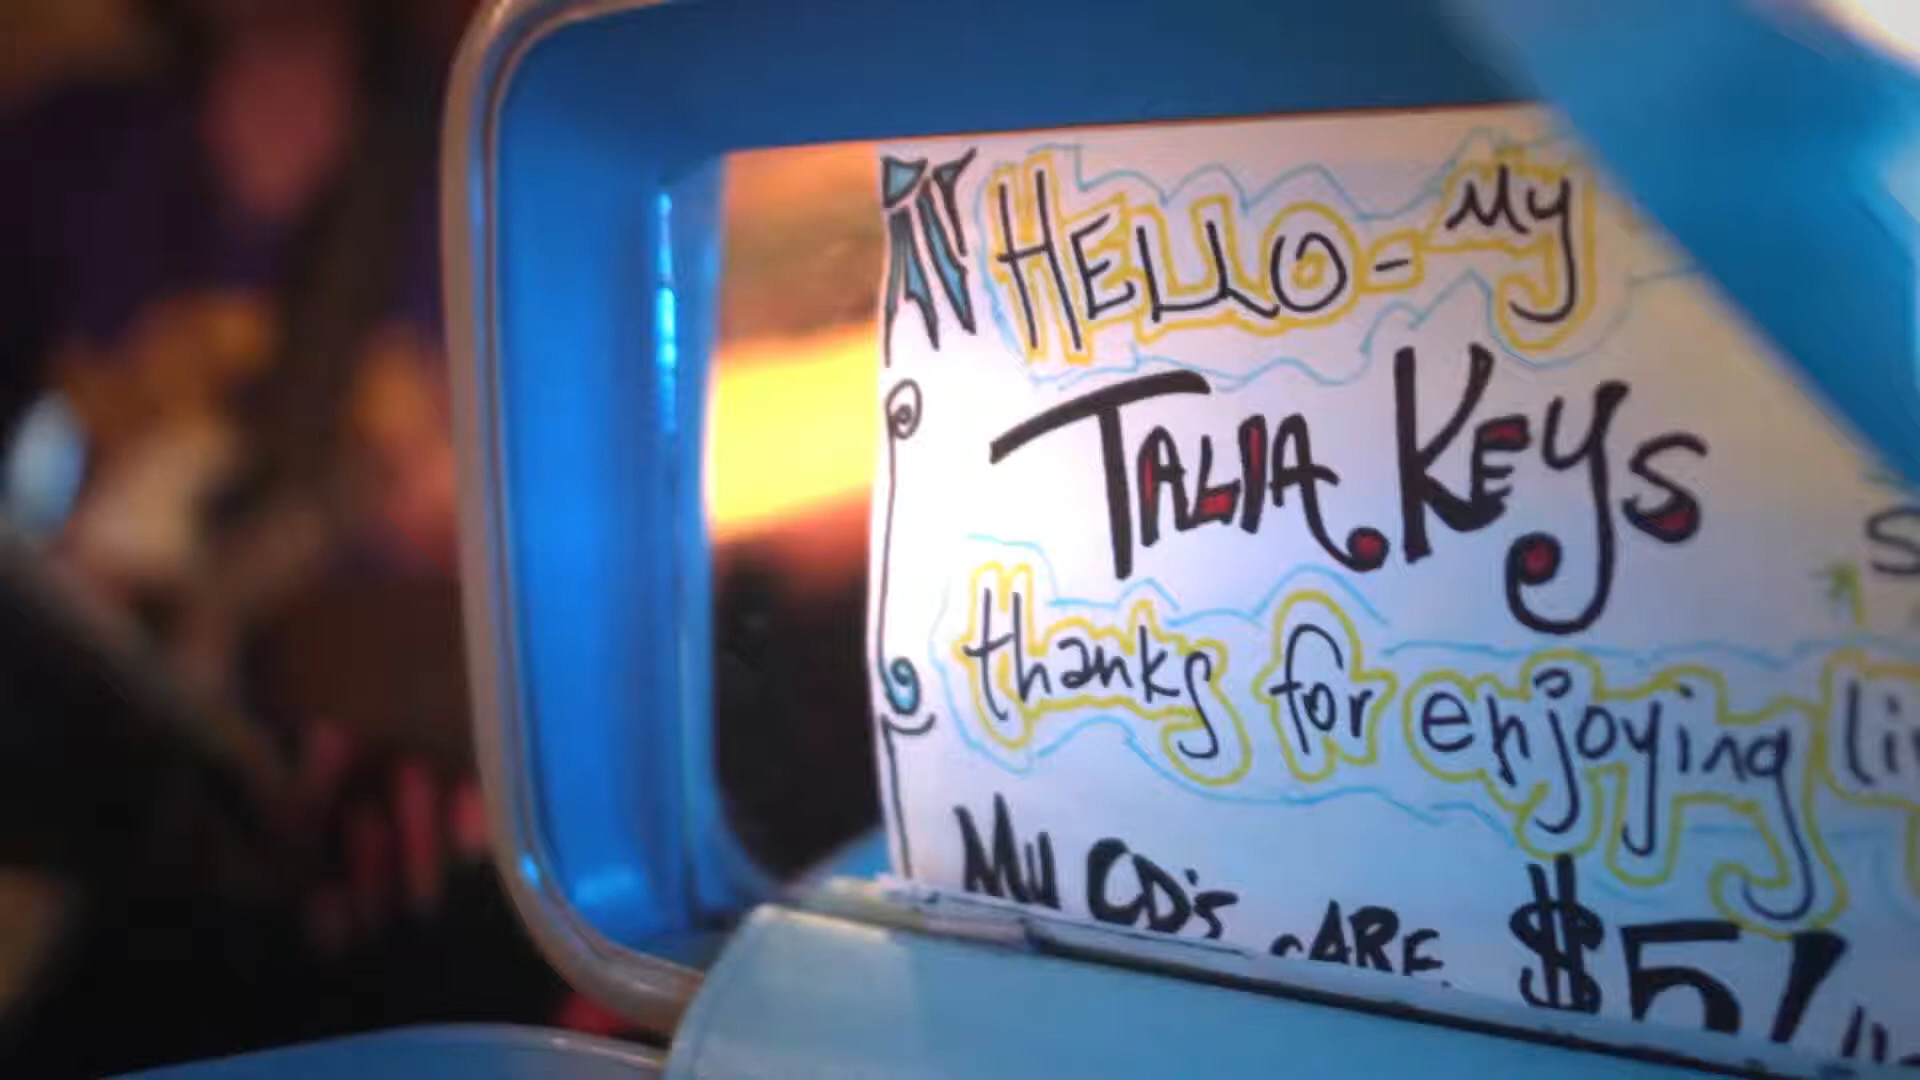 HELLO - My
TALIA KEYS
thanks for enjoying
My CD's ARE $5/